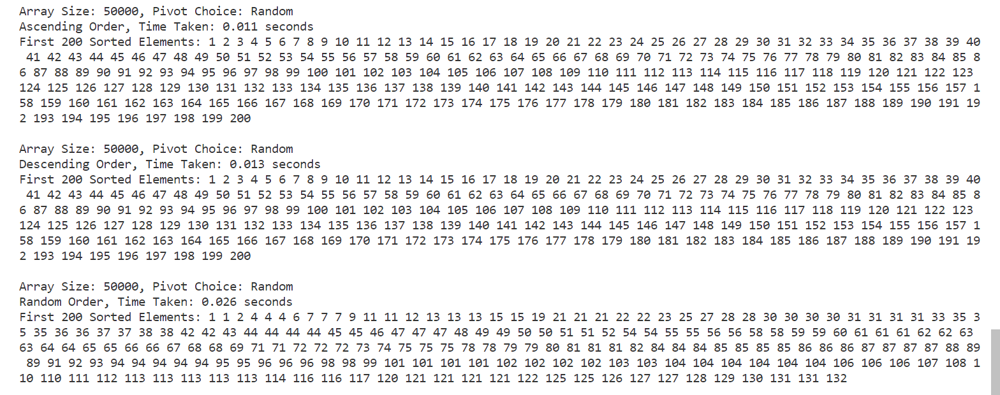 Array Size: 50000, Pivot Choice: Random
Ascending Order, Time Taken: 0.011 seconds
First 200 Sorted Elements: 1 2 3 4 5 6 7 8 9 10 11 12 13 14 15 16 17 18 19 20 21 22 23 24 25 26 27 28 29 30 31 32 33 34 35 36 37 38 39 40
41 42 43 44 45 46 47 48 49 50 51 52 53 54 55 56 57 58 59 60 61 62 63 64 65 66 67 68 69 70 71 72 73 74 75 76 77 78 79 80 81 82 83 84 85 8
6 87 88 89 90 91 92 93 94 95 96 97 98 99 100 101 102 103 104 105 106 107 108 109 110 111 112 113 114 115 116 117 118 119 120 121 122 123
124 125 126 127 128 129 130 131 132 133 134 135 136 137 138 139 140 141 142 143 144 145 146 147 148 149 150 151 152 153 154 155 156 157 1
58 159 160 161 162 163 164 165 166 167 168 169 170 171 172 173 174 175 176 177 178 179 180 181 182 183 184 185 186 187 188 189 190 191 19
2 193 194 195 196 197 198 199 200
Array Size: 50000, Pivot Choice: Random
Descending Order, Time Taken: 0.013 seconds
First 200 Sorted Elements: 1 2 3 4 5 6 7 8 9 10 11 12 13 14 15 16 17 18 19 20 21 22 23 24 25 26 27 28 29 30 31 32 33 34 35 36 37 38 39 40
41 42 43 44 45 46 47 48 49 50 51 52 53 54 55 56 57 58 59 60 61 62 63 64 65 66 67 68 69 70 71 72 73 74 75 76 77 78 79 80 81 82 83 84 85 8
6 87 88 89 90 91 92 93 94 95 96 97 98 99 100 101 102 103 104 105 106 107 108 109 110 111 112 113 114 115 116 117 118 119 120 121 122 123
124 125 126 127 128 129 130 131 132 133 134 135 136 137 138 139 140 141 142 143 144 145 146 147 148 149 150 151 152 153 154 155 156 157 1
58 159 160 161 162 163 164 165 166 167 168 169 170 171 172 173 174 175 176 177 178 179 180 181 182 183 184 185 186 187 188 189 190 191 19
2 193 194 195 196 197 198 199 200
Array Size: 50000, Pivot Choice: Random
Random Order, Time Taken: 0.026 seconds
First 200 Sorted Elements: 1 1 2 4 4 4 6 7 7 7 9 11 11 12 13 13 13 15 15 19 21 21 21 22 22 23 25 27 28 28 30 30 30 30 31 31 31 31 33 35 3
5 35 36 36 37 37 38 38 42 42 43 44 44 44 44 45 45 46 47 47 47 48 49 49 50 50 51 51 52 54 54 55 55 56 56 58 58 59 59 60 61 61 61 62 62 63
63 64 64 65 65 66 66 67 68 68 69 71 71 72 72 72 73 74 75 75 75 78 78 79 79 80 81 81 81 82 84 84 84 85 85 85 85 86 86 86 87 87 87 87 88 89
89 91 92 93 94 94 94 94 94 95 95 96 96 96 98 98 99 101 101 101 101 102 102 102 102 103 103 104 104 104 104 104 104 106 106 106 107 108 1
10 110 111 112 113 113 113 113 113 114 116 116 117 120 121 121 121 121 122 125 125 126 127 127 128 129 130 131 131 132